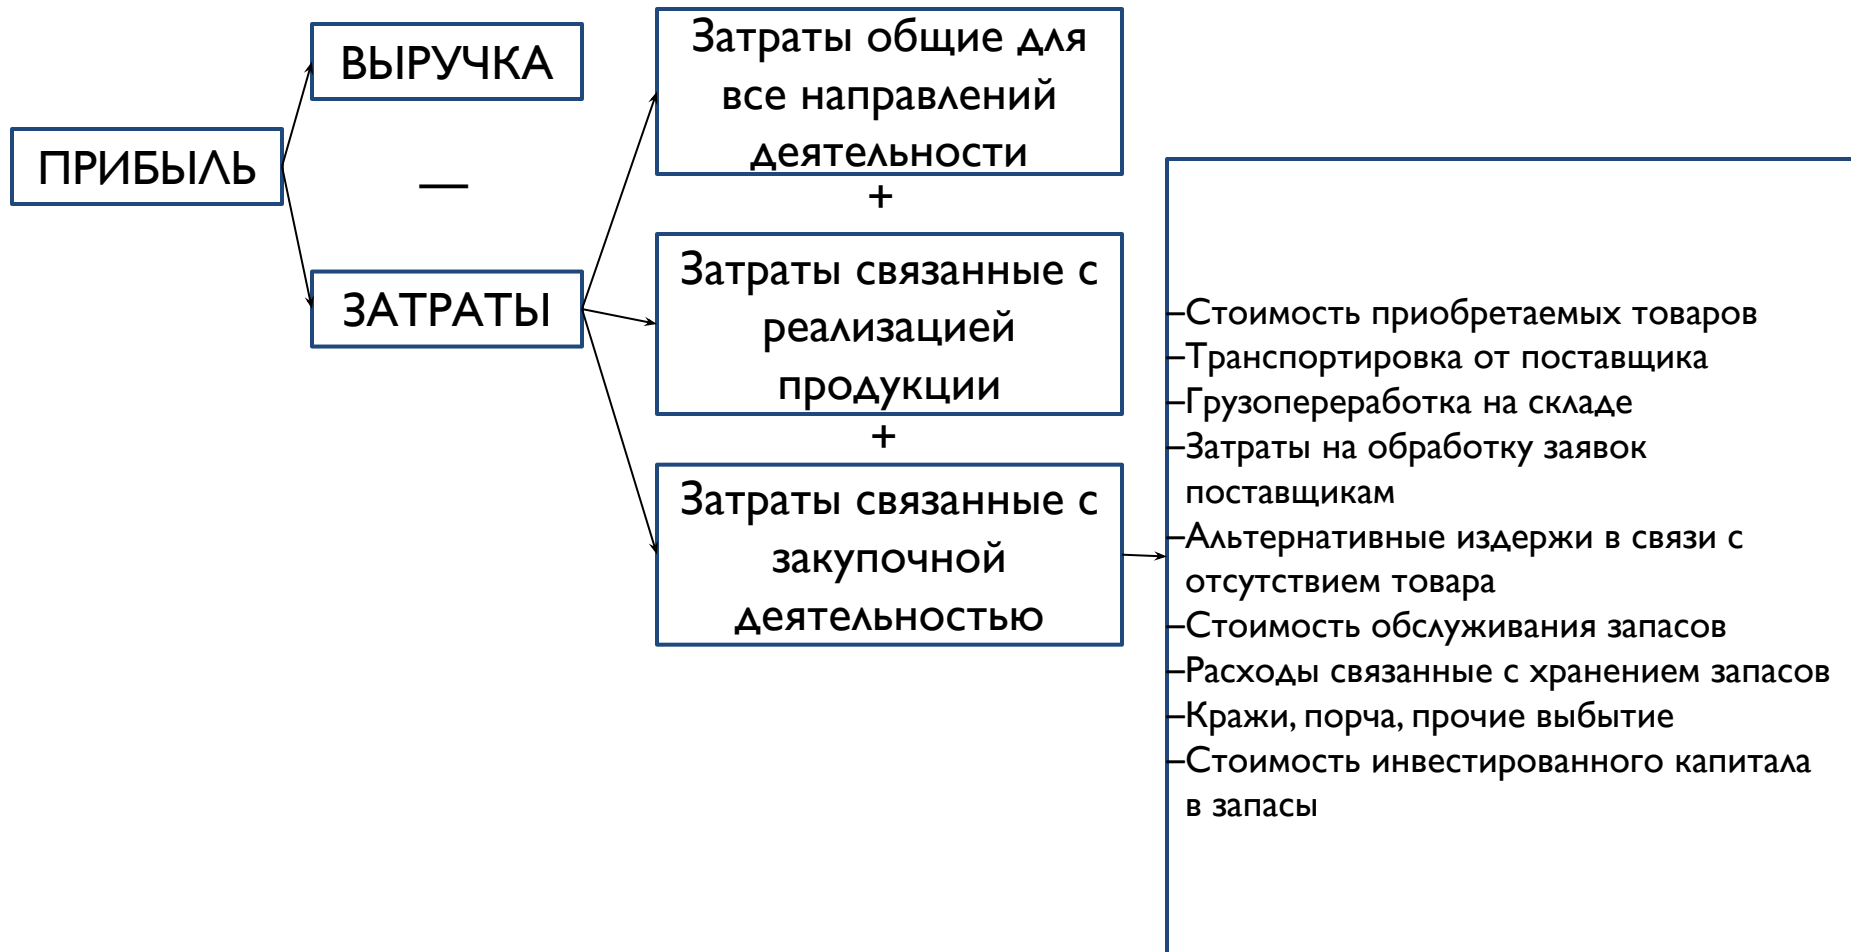 ПРИБЫЛЬ
ВЫРУЧКА
—
ЗАТРАТЫ
Затраты общие для
все направлений
деятельности
+
Затраты связанные с
реализацией
продукции
+
Затраты связанные с
закупочной
деятельностью
–Стоимость приобретаемых товаров
–Транспортировка от поставщика
–Грузопереработка на складе
–Затраты на обработку заявок
поставщикам
–Альтернативные издержи в связи с
отсутствием товара
–Стоимость обслуживания запасов
–Расходы связанные с хранением запасов
–Кражи, порча, прочие выбытие
–Стоимость инвестированного капитала
в запасы